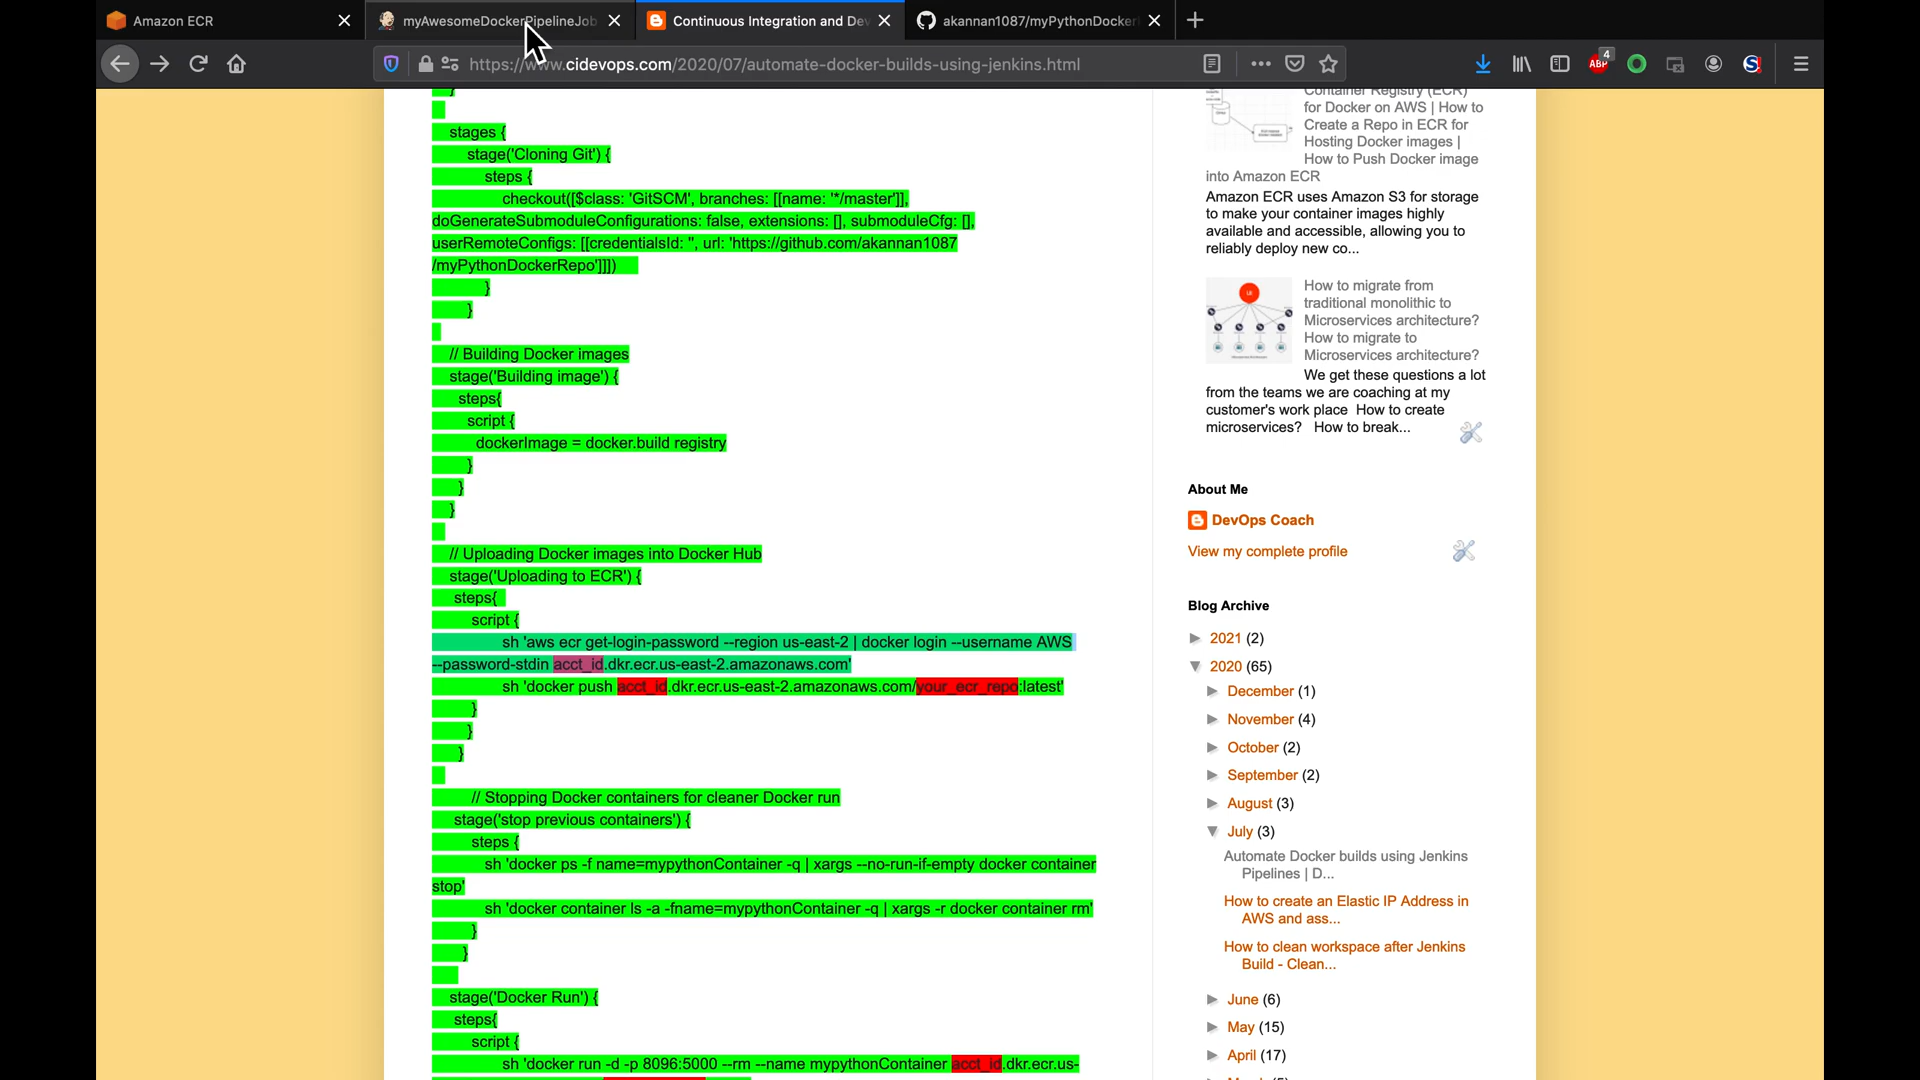 Amazon ECR
myAwesomeDockerPipelineJob
Continuous Integration and Dev
akannan1087/myPythonDocker
https://www.cidevops.com/2020/07/automate-docker-builds-using-jenkins.html
ABP
4
}
stages {
stage('Cloning Git') {
steps {
checkout([$class: 'GitSCM', branches: [[name: '*/master']],
doGenerateSubmoduleConfigurations: false, extensions: [], submoduleCfg: [],
userRemoteConfigs: [[credentialsId: '', url: 'https://github.com/akannan1087
/myPythonDockerRepo']]])
}
}
// Building Docker images
stage('Building image') {
steps{
script {
dockerImage = docker.build registry
}
}
}
// Uploading Docker images into Docker Hub
stage('Uploading to ECR') {
steps{
script {
sh 'aws ecr get-login-password --region us-east-2 | docker login --username AWS
--password-stdin acct_id.dkr.ecr.us-east-2.amazonaws.com'
sh 'docker push acct_id.dkr.ecr.us-east-2.amazonaws.com/your_ecr_repo:latest'
}
}
}
// Stopping Docker containers for cleaner Docker run
stage('stop previous containers') {
steps {
sh 'docker ps -f name=mypythonContainer -q | xargs --no-run-if-empty docker container
stop'
sh 'docker container ls -a -fname=mypythonContainer -q | xargs -r docker container rm'
}
}
stage('Docker Run') {
steps{
script {
sh 'docker run -d -p 8096:5000 --rm --name mypythonContainer acct_id.dkr.ecr.us-
Container Registry (ECR)
for Docker on AWS | How to
Create a Repo in ECR for
Hosting Docker images |
How to Push Docker image
into Amazon ECR
Amazon ECR uses Amazon S3 for storage
to make your container images highly
available and accessible, allowing you to
reliably deploy new co...
UI
How to migrate from
traditional monolithic to
Microservices architecture?
How to migrate to
Microservices architecture?
We get these questions a lot
from the teams we are coaching at my
customer's work place  How to create
microservices?   How to break...
About Me
DevOps Coach
View my complete profile
Blog Archive
► 2021 (2)
▼ 2020 (65)
► December (1)
► November (4)
► October (2)
► September (2)
► August (3)
▼ July (3)
Automate Docker builds using Jenkins
Pipelines | D...
How to create an Elastic IP Address in
AWS and ass...
How to clean workspace after Jenkins
Build - Clean...
► June (6)
► May (15)
► April (17)